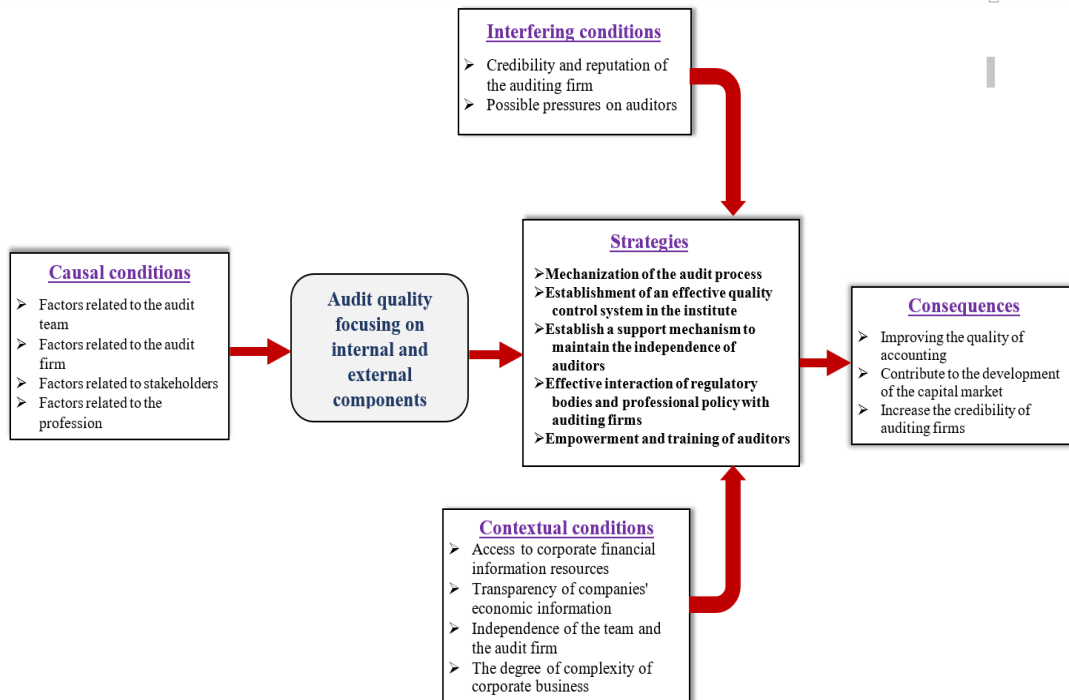 Interfering conditions
➢ Credibility and reputation of
the auditing firm
➢ Possible pressures on auditors
Causal conditions
➢ Factors related to the audit
team
➢ Factors related to the audit
firm
➢ Factors related to stakeholders
➢ Factors related to the
profession
Audit quality
focusing on
internal and
external
components
Strategies
➢Mechanization of the audit process
➢Establishment of an effective quality
control system in the institute
➢Establish a support mechanism to
maintain the independence of
auditors
➢Effective interaction of regulatory
bodies and professional policy with
auditing firms
➢Empowerment and training of auditors
Consequences
➢ Improving the quality of
accounting
➢ Contribute to the development
of the capital market
➢ Increase the credibility of
auditing firms
Contextual conditions
➢ Access to corporate financial
information resources
➢ Transparency of companies'
economic information
➢ Independence of the team and
the audit firm
➢ The degree of complexity of
corporate business